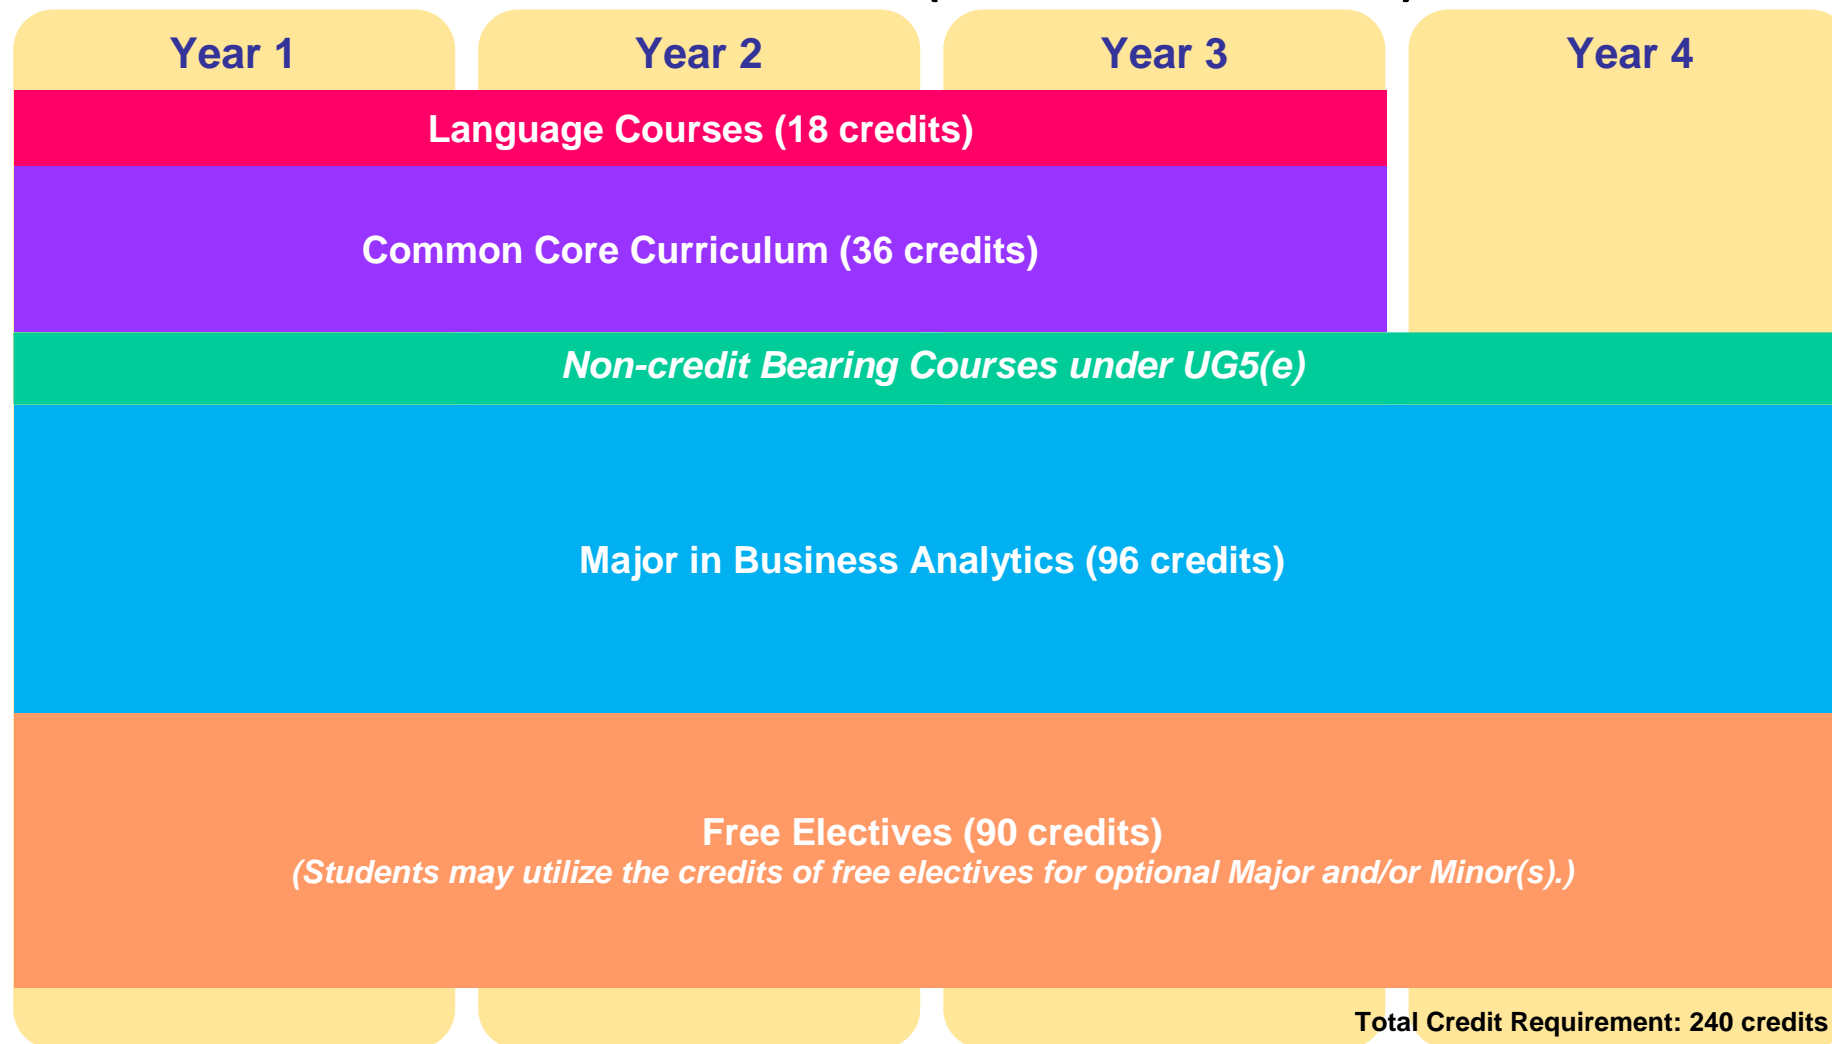 Year 1
Year 2
Year 3
Year 4
Language Courses (18 credits)
Common Core Curriculum (36 credits)
Non-credit Bearing Courses under UG5(e)
Major in Business Analytics (96 credits)
Free Electives (90 credits)
(Students may utilize the credits of free electives for optional Major and/or Minor(s).)
Total Credit Requirement: 240 credits